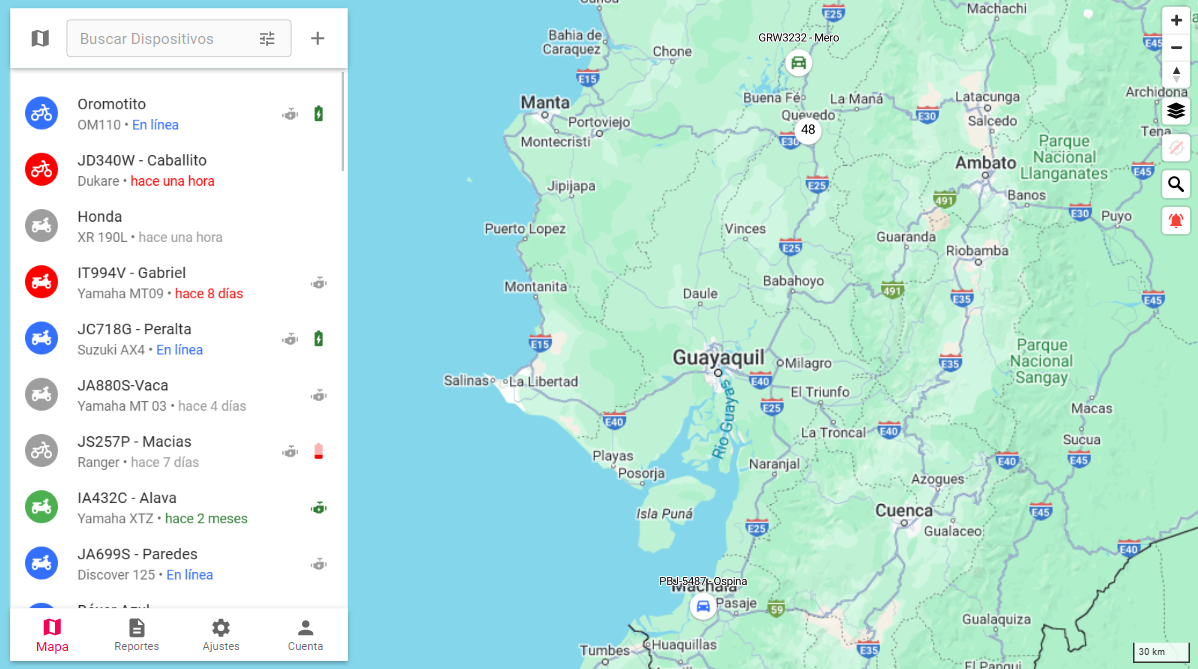 Buscar Dispositivos
Oromotito
OM110 • En línea
JD340W - Caballito
Dukare • hace una hora
Honda
XR 190L • hace una hora
IT994V - Gabriel
Yamaha MT09 • hace 8 días
JC718G - Peralta
Suzuki AX4 • En línea
JA880S-Vaca
Yamaha MT 03 • hace 4 días
JS257P - Macias
Ranger • hace 7 días
IA432C - Alava
Yamaha XTZ • hace 2 meses
JA699S - Paredes
Discover 125 • En línea
Mapa
Reportes
Ajustes
Cuenta
E25
Machachi
Bahía de
Caraquez
GRW3232 - Mero
E45
Chone
E15
Buena Fé
La Maná
Latacunga
Archidona
Manta
Portoviejo
Quevedo
E30
Salcedo
48
Tena
Montecristi
E30
Parque
Nacional
Llanganates
Ambato
E45
Jipijapa
E25
491
Baños
E30
Puyo
Puerto Lopez
Vinces
E25
Guaranda
Riobamba
Montanita
Daule
Babahoyo
491
E35
E45
E15
Guayaquil
Milagro
E35
Parque
Nacional
Sangay
Salinas
La Libertad
E40
El Triunfo
E25
Río Guayas
Macas
E40
La Troncal
E40
Sucua
Playas
Naranjal
E40
E45
Posorja
Azogues
Isla Puná
Cuenca
E45
E25
Gualaceo
E40
PBJ-5487 - Ospina
Machala
Pasaje
59
Gualaquiza
Tumbes
Huaquillas
E35
30 km
Zarumilla
El Pangui